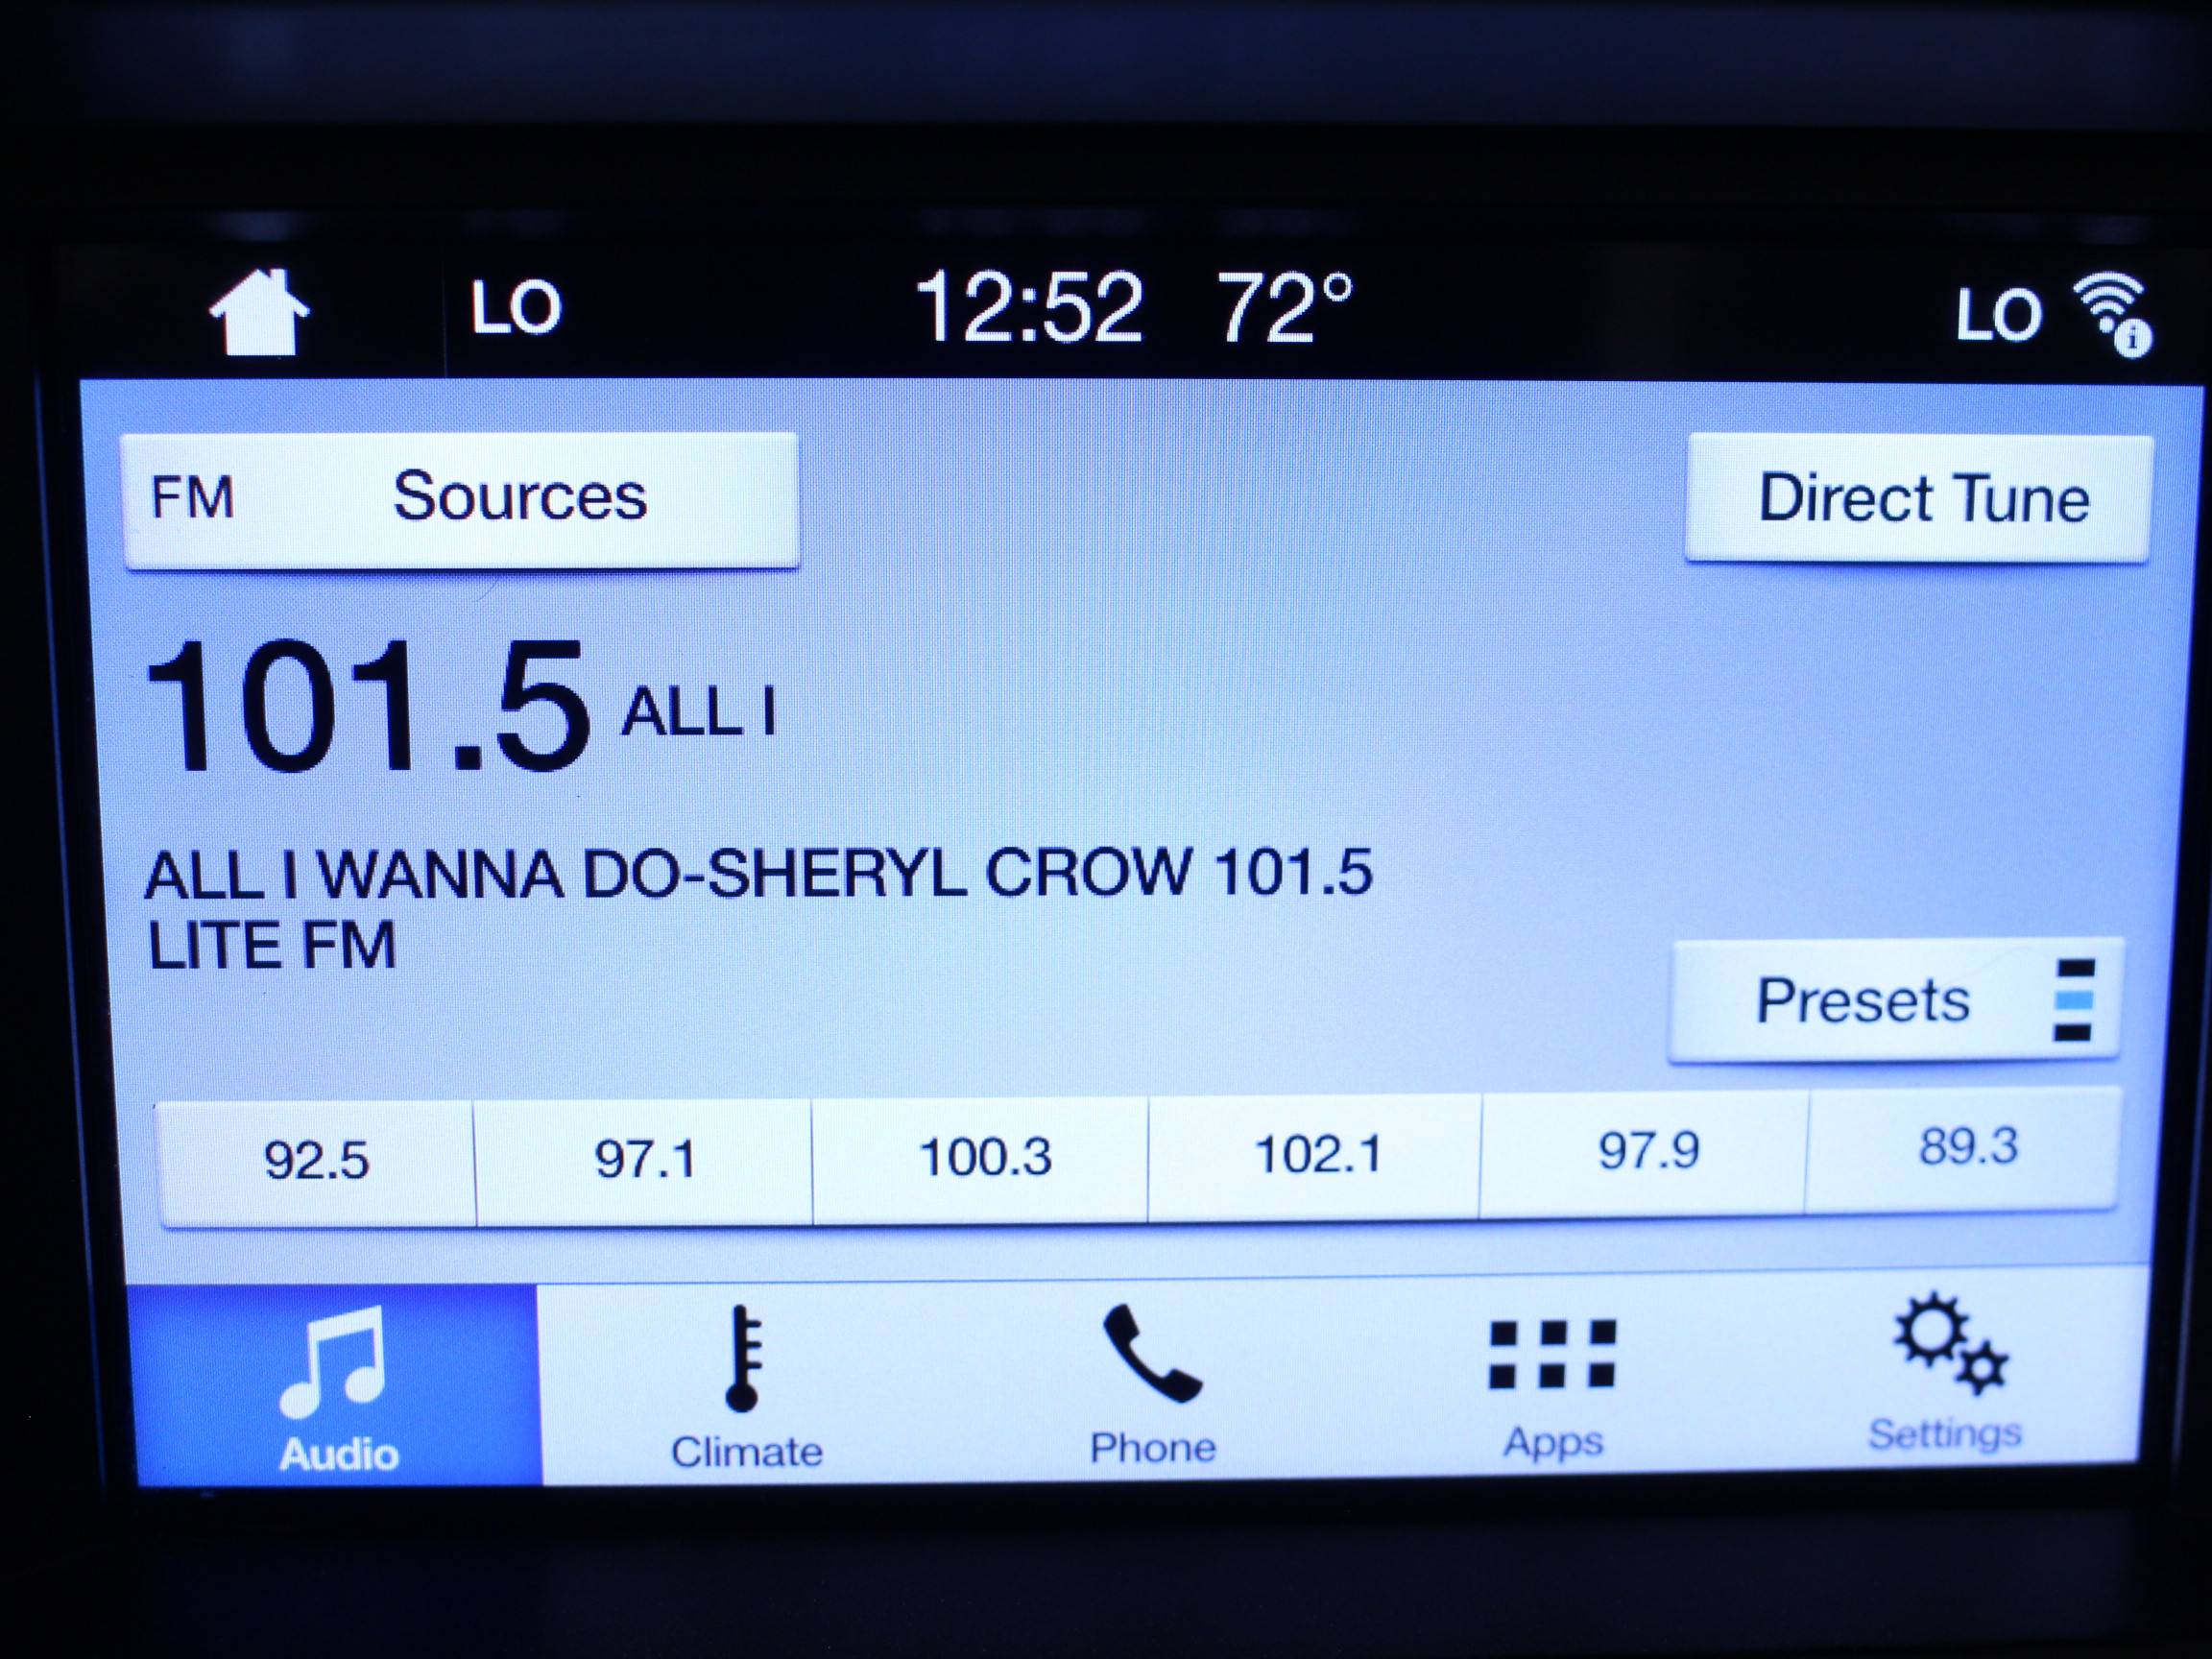 LO 12:52 72° LO
FM Sources Direct Tune
101.5 ALL I
ALL I WANNA DO-SHERYL CROW 101.5
LITE FM
Presets
92.5 97.1 100.3 102.1 97.9 89.3
Audio Climate Phone Apps Settings